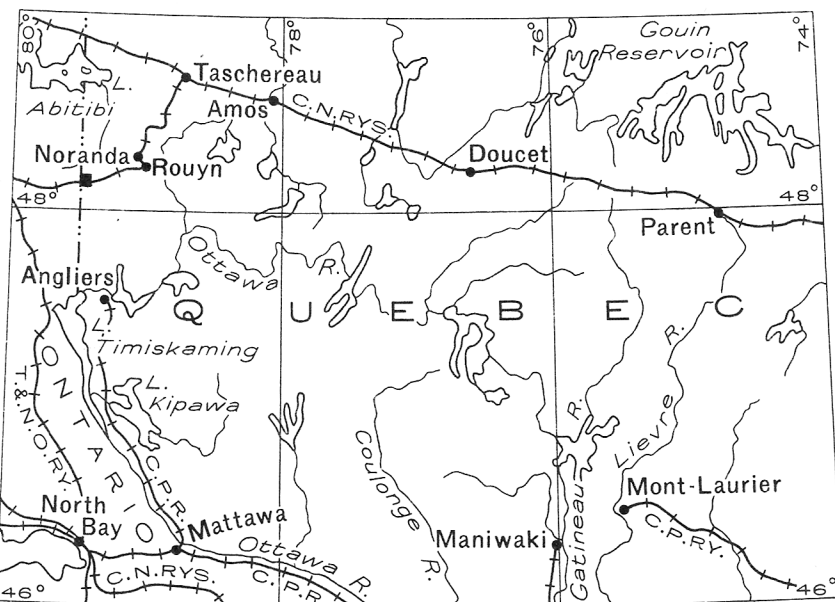 80°
78°
76°
74°
Gouin
Reservoir
L.
Abitibi
Taschereau
Amos
C.N.RYS.
Noranda
Rouyn
Doucet
48°
48°
Parent
Ottawa
R.
Angliers
QUEBEC
L.
Timiskaming
L.
Kipawa
ONTARIO
T.&N.O.RY.
C.P.R.
Coulonge
R.
R.
Lievre
R.
Gatineau
North
Bay
Mattawa
Ottawa R.
C.N.RYS.
C.P.R.
Maniwaki
Mont-Laurier
C.P.RY.
46°
46°